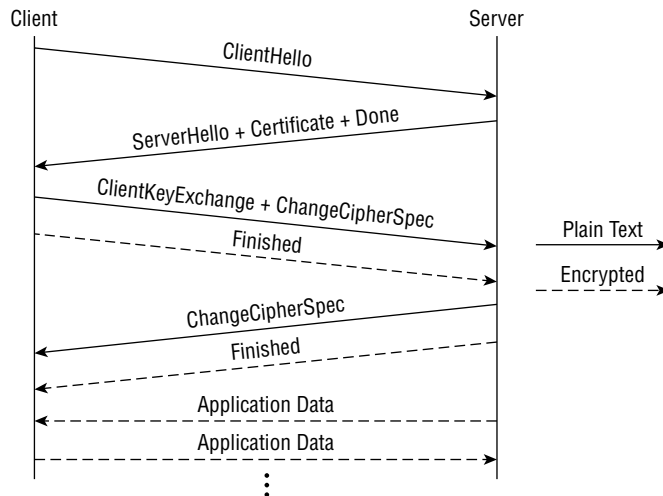 Client
Server
ClientHello
ServerHello + Certificate + Done
ClientKeyExchange + ChangeCipherSpec
Finished
Plain Text
Encrypted
ChangeCipherSpec
Finished
Application Data
Application Data